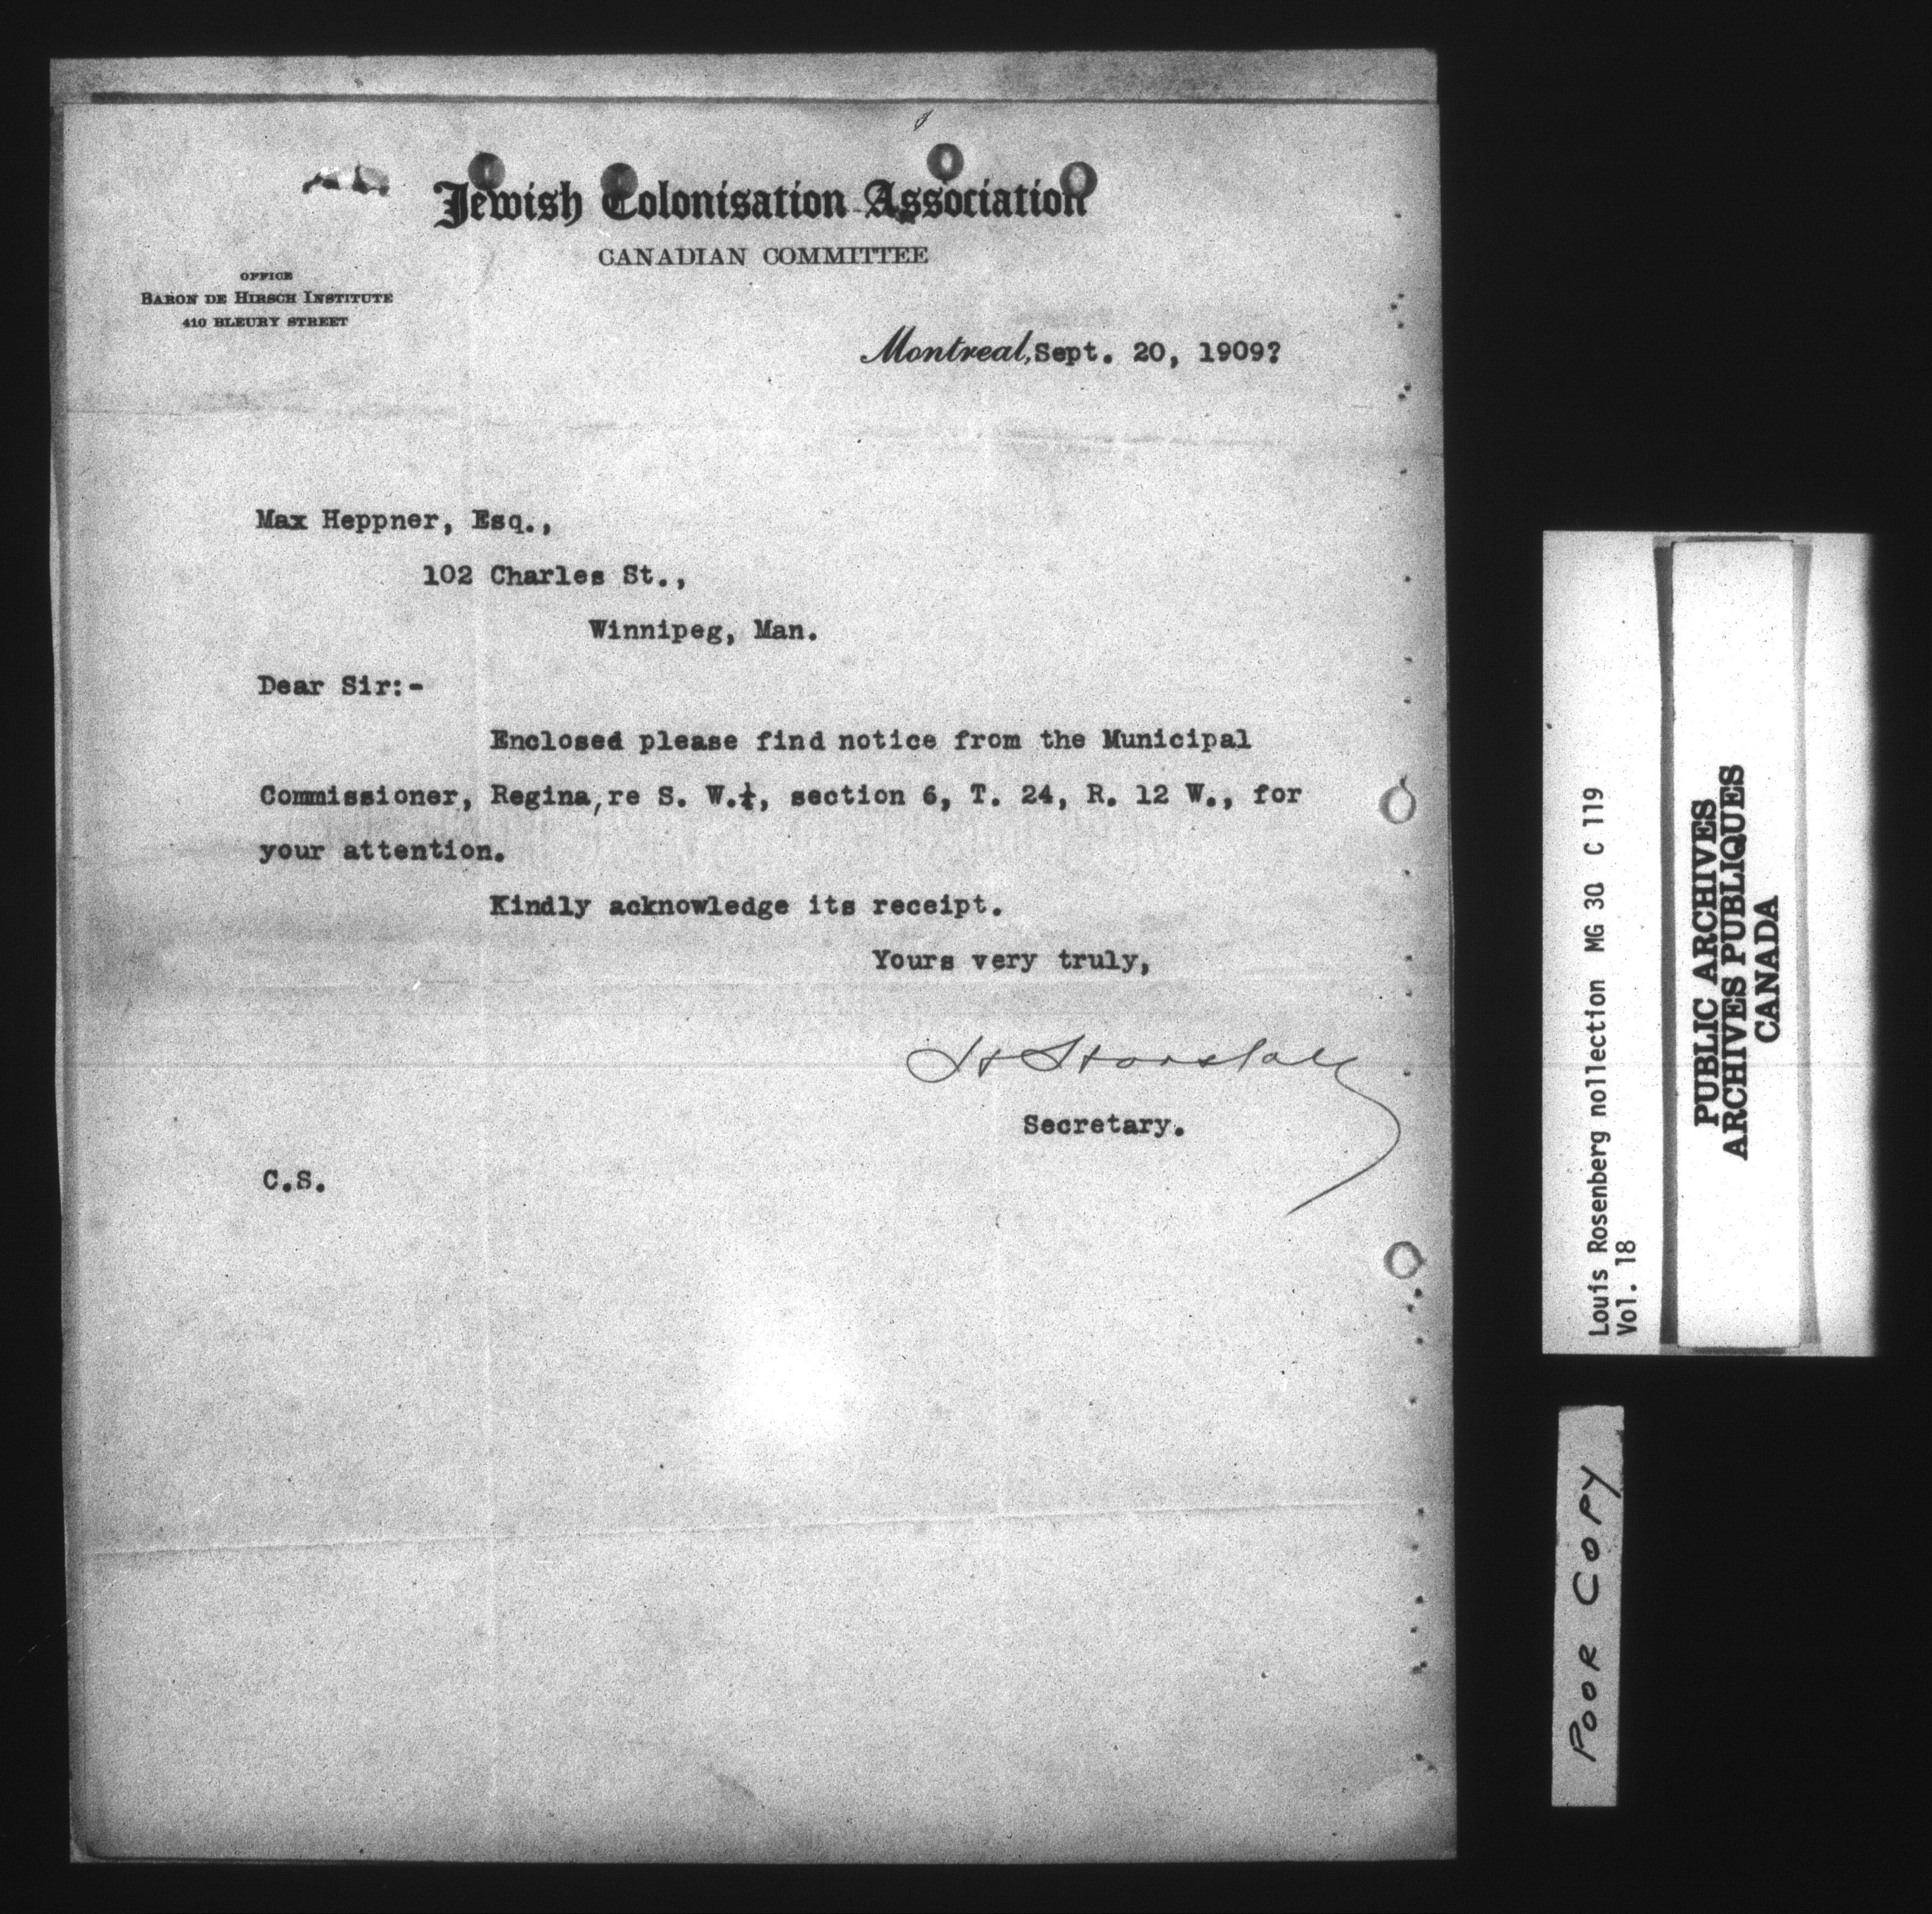 Jewish Colonisation Association
CANADIAN COMMITTEE
OFFICE
BARON DE HIRSCH INSTITUTE
410 BLEURY STREET
Montreal, Sept. 20, 1909?
Max Heppner, Esq.,
102 Charles St.,
Winnipeg, Man.
Dear Sir:-
Enclosed please find notice from the Municipal
Commissioner, Regina, re S. W.¼, section 6, T. 24, R. 12 W., for
your attention.
Kindly acknowledge its receipt.
Yours very truly,
Secretary.
C.S.
Louis Rosenberg nollection MG 30 C 119
Vol. 18
PUBLIC ARCHIVES
ARCHIVES PUBLIQUES
CANADA
POOR COPY